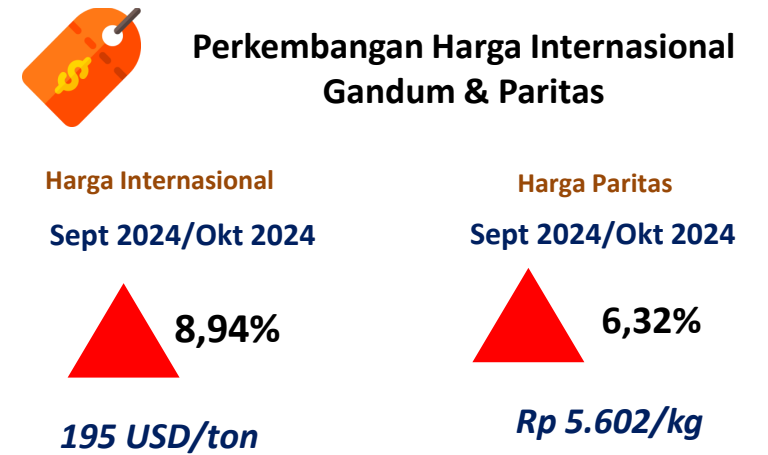 $
Perkembangan Harga Internasional
Gandum & Paritas
Harga Internasional
Sept 2024/Okt 2024
8,94%
195 USD/ton
Harga Paritas
Sept 2024/Okt 2024
6,32%
Rp 5.602/kg